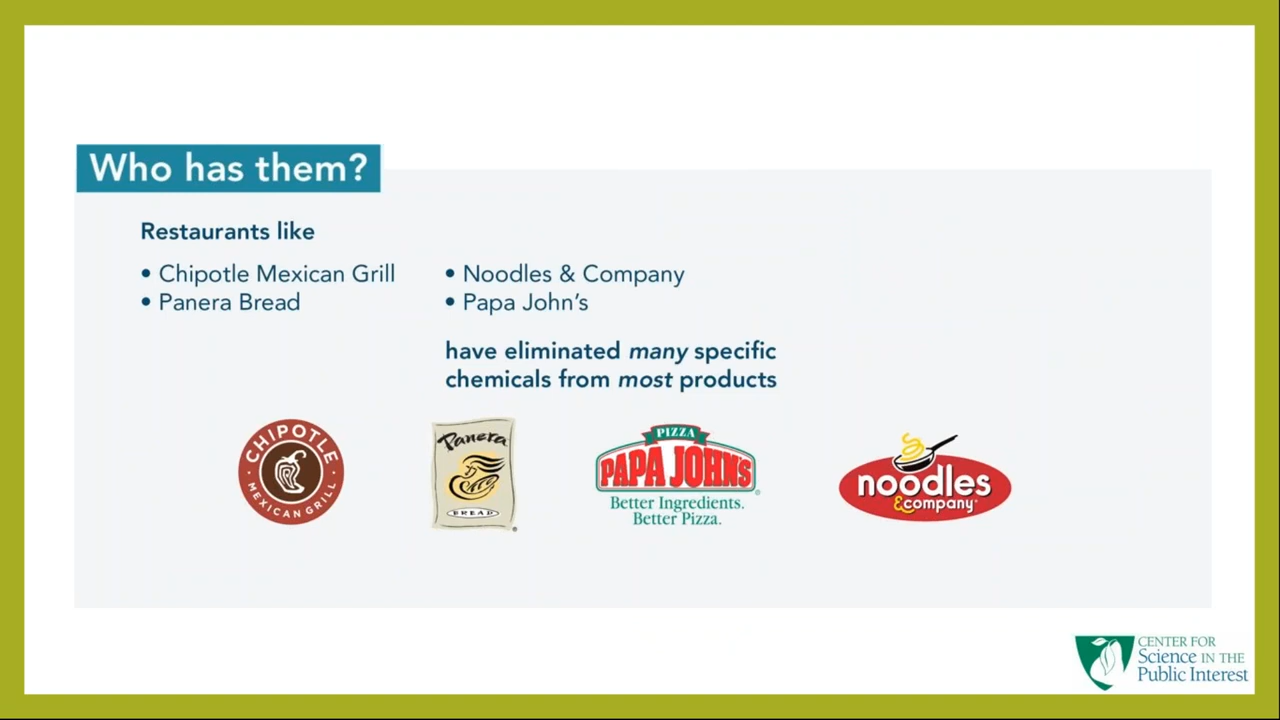 Who has them?
Restaurants like
• Chipotle Mexican Grill
• Panera Bread
• Noodles & Company
• Papa John’s
have eliminated many specific
chemicals from most products
CHIPOTLE
MEXICAN GRILL
Panera
BREAD
PIZZA
PAPA JOHN'S
Better Ingredients.
Better Pizza.
noodles
&company
CENTER FOR
Science IN THE
Public Interest